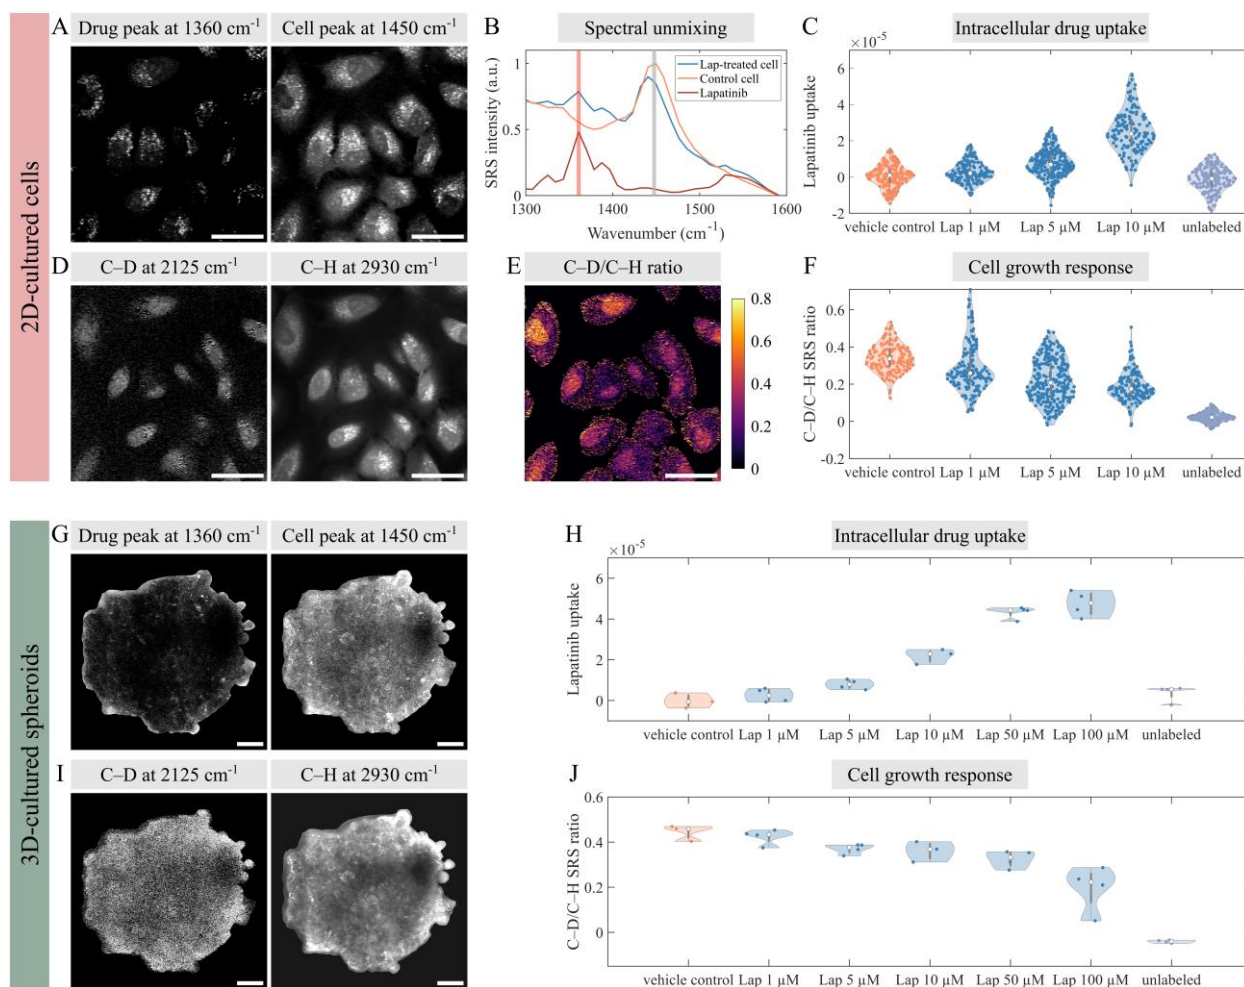 2D-cultured cells
A
Drug peak at 1360 cm⁻¹
Cell peak at 1450 cm⁻¹
B
Spectral unmixing
SRS intensity (a.u.)
1
0.5
0
Lap-treated cell
Control cell
Lapatinib
1300 1400 1500 1600
Wavenumber (cm⁻¹)
C
Intracellular drug uptake
×10⁻⁵
Lapatinib uptake
6
4
2
0
-2
vehicle control Lap 1 µM Lap 5 µM Lap 10 µM unlabeled
D
C–D at 2125 cm⁻¹
C–H at 2930 cm⁻¹
E
C–D/C–H ratio
0.8
0.6
0.4
0.2
0
F
Cell growth response
C–D/C–H SRS ratio
0.6
0.4
0.2
0
-0.2
vehicle control Lap 1 µM Lap 5 µM Lap 10 µM unlabeled
3D-cultured spheroids
G
Drug peak at 1360 cm⁻¹
Cell peak at 1450 cm⁻¹
H
Intracellular drug uptake
×10⁻⁵
Lapatinib uptake
6
4
2
0
vehicle control Lap 1 µM Lap 5 µM Lap 10 µM Lap 50 µM Lap 100 µM unlabeled
I
C–D at 2125 cm⁻¹
C–H at 2930 cm⁻¹
J
Cell growth response
C–D/C–H SRS ratio
0.6
0.4
0.2
0
vehicle control Lap 1 µM Lap 5 µM Lap 10 µM Lap 50 µM Lap 100 µM unlabeled